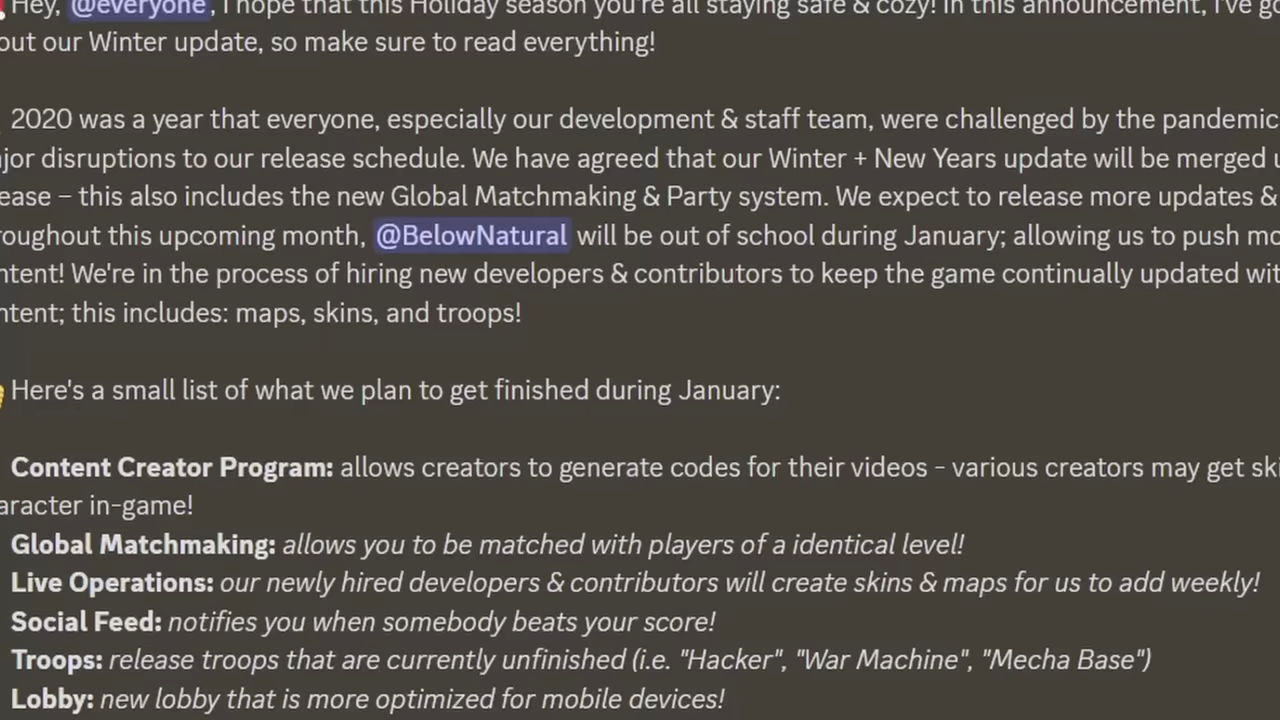 Hey, @everyone, I hope that this Holiday season you're all staying safe & cozy! In this announcement, I've
out our Winter update, so make sure to read everything!
2020 was a year that everyone, especially our development & staff team, were challenged by the pandemic
jor disruptions to our release schedule. We have agreed that our Winter + New Years update will be merged
ease – this also includes the new Global Matchmaking & Party system. We expect to release more updates &
roughout this upcoming month, @BelowNatural will be out of school during January; allowing us to push
ntent! We're in the process of hiring new developers & contributors to keep the game continually updated
ntent; this includes: maps, skins, and troops!
Here's a small list of what we plan to get finished during January:
Content Creator Program: allows creators to generate codes for their videos - various creators may get
aracter in-game!
Global Matchmaking: allows you to be matched with players of a identical level!
Live Operations: our newly hired developers & contributors will create skins & maps for us to add weekly!
Social Feed: notifies you when somebody beats your score!
Troops: release troops that are currently unfinished (i.e. "Hacker", "War Machine", "Mecha Base")
Lobby: new lobby that is more optimized for mobile devices!